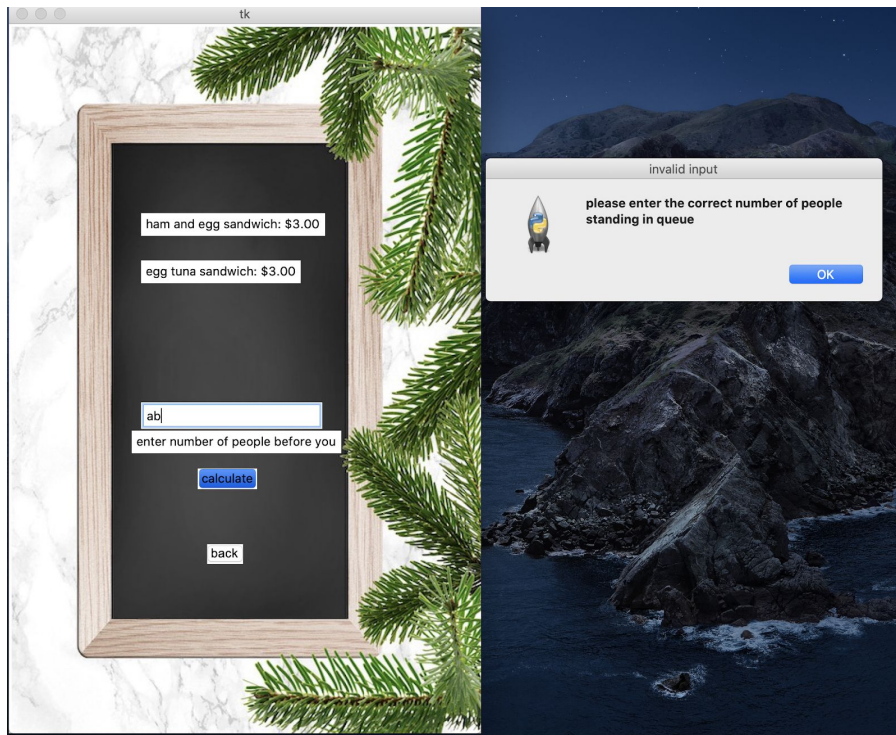 tk
ham and egg sandwich: $3.00
egg tuna sandwich: $3.00
ab
enter number of people before you
calculate
back
invalid input
please enter the correct number of people
standing in queue
OK